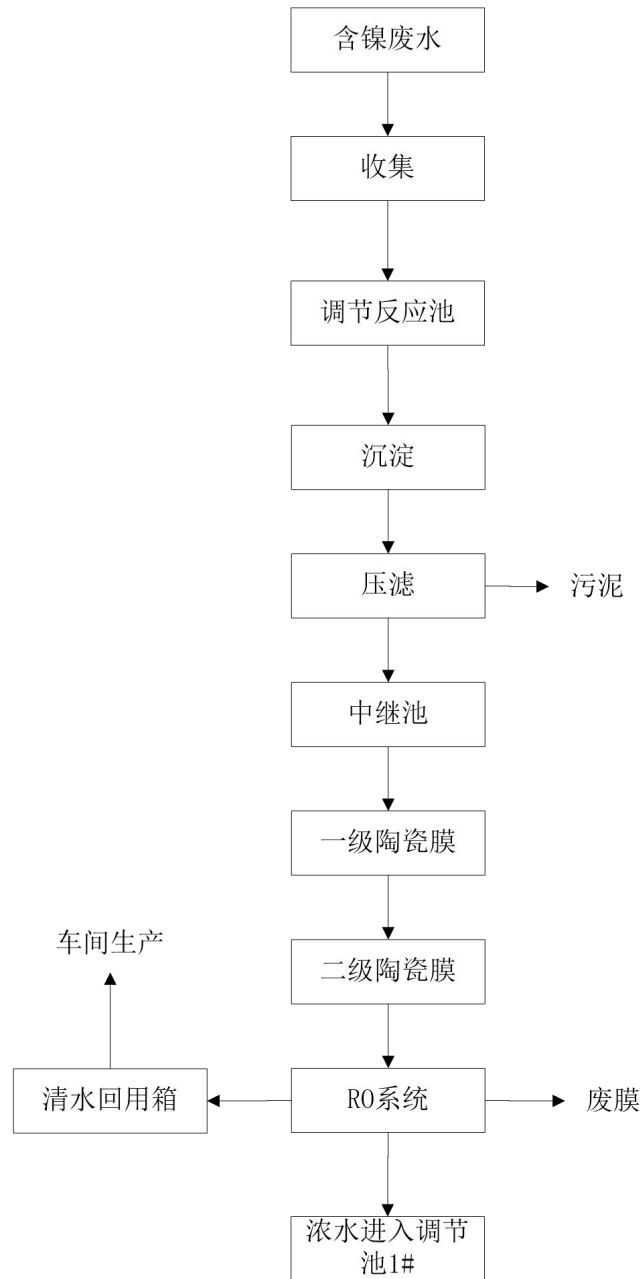 含镍废水
收集
调节反应池
沉淀
压滤
污泥
中继池
一级陶瓷膜
二级陶瓷膜
车间生产
清水回用箱
RO系统
废膜
浓水进入调节
池1#